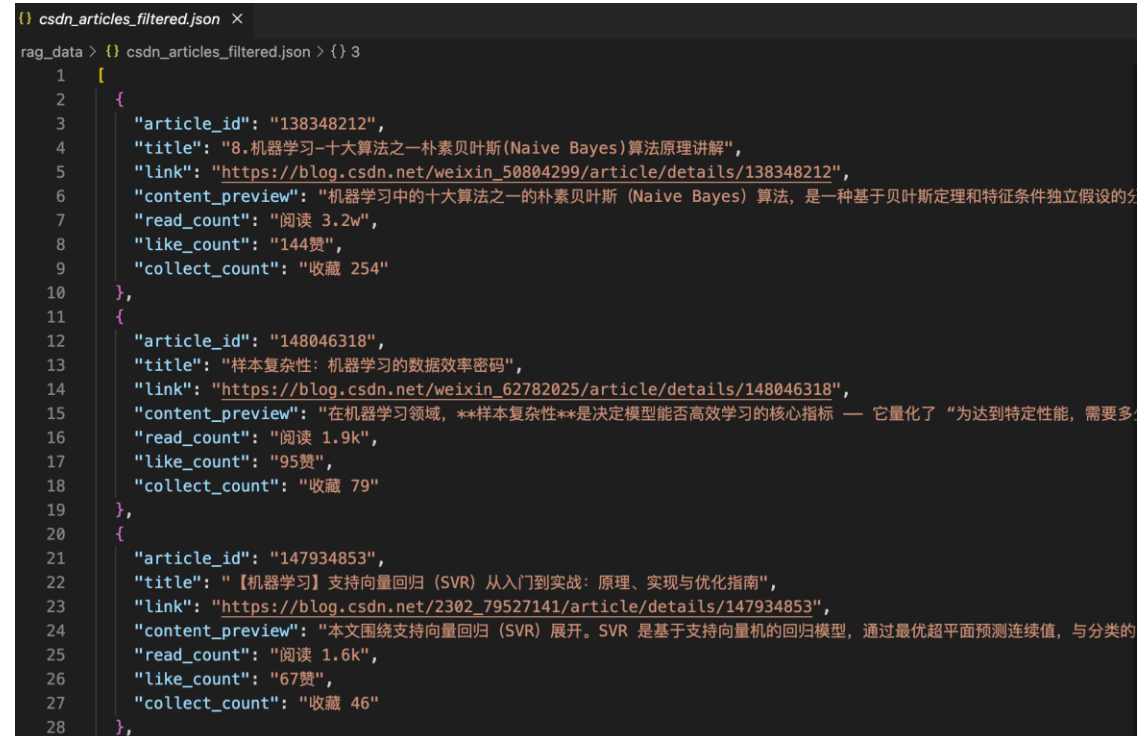 {} csdn_articles_filtered.json ×
rag_data > {} csdn_articles_filtered.json > {} 3
1 [
2 {
3 "article_id": "138348212",
4 "title": "8.机器学习-十大算法之一朴素贝叶斯(Naive Bayes)算法原理讲解",
5 "link": "https://blog.csdn.net/weixin_50804299/article/details/138348212",
6 "content_preview": "机器学习中的十大算法之一的朴素贝叶斯（Naive Bayes）算法，是一种基于贝叶斯定理和特征条件独立假设的分
7 "read_count": "阅读 3.2w",
8 "like_count": "144赞",
9 "collect_count": "收藏 254"
10 },
11 {
12 "article_id": "148046318",
13 "title": "样本复杂性：机器学习的数据效率密码",
14 "link": "https://blog.csdn.net/weixin_62782025/article/details/148046318",
15 "content_preview": "在机器学习领域，**样本复杂性**是决定模型能否高效学习的核心指标 —— 它量化了 “为达到特定性能，需要多
16 "read_count": "阅读 1.9k",
17 "like_count": "95赞",
18 "collect_count": "收藏 79"
19 },
20 {
21 "article_id": "147934853",
22 "title": "【机器学习】支持向量回归（SVR）从入门到实战：原理、实现与优化指南",
23 "link": "https://blog.csdn.net/2302_79527141/article/details/147934853",
24 "content_preview": "本文围绕支持向量回归（SVR）展开。SVR 是基于支持向量机的回归模型，通过最优超平面预测连续值，与分类的
25 "read_count": "阅读 1.6k",
26 "like_count": "67赞",
27 "collect_count": "收藏 46"
28 },